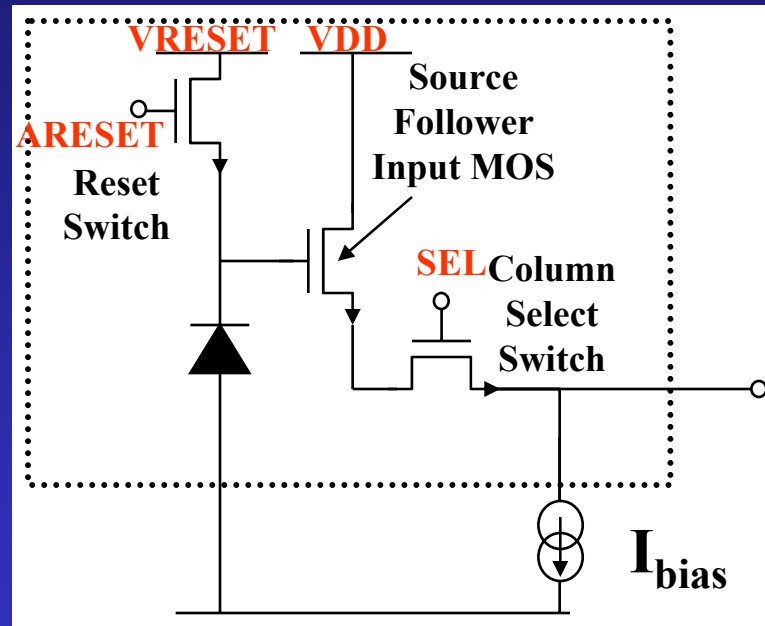 VRESET
VDD
Source
Follower
Input MOS
ARESET
Reset
Switch
SEL
Column
Select
Switch
Ibias